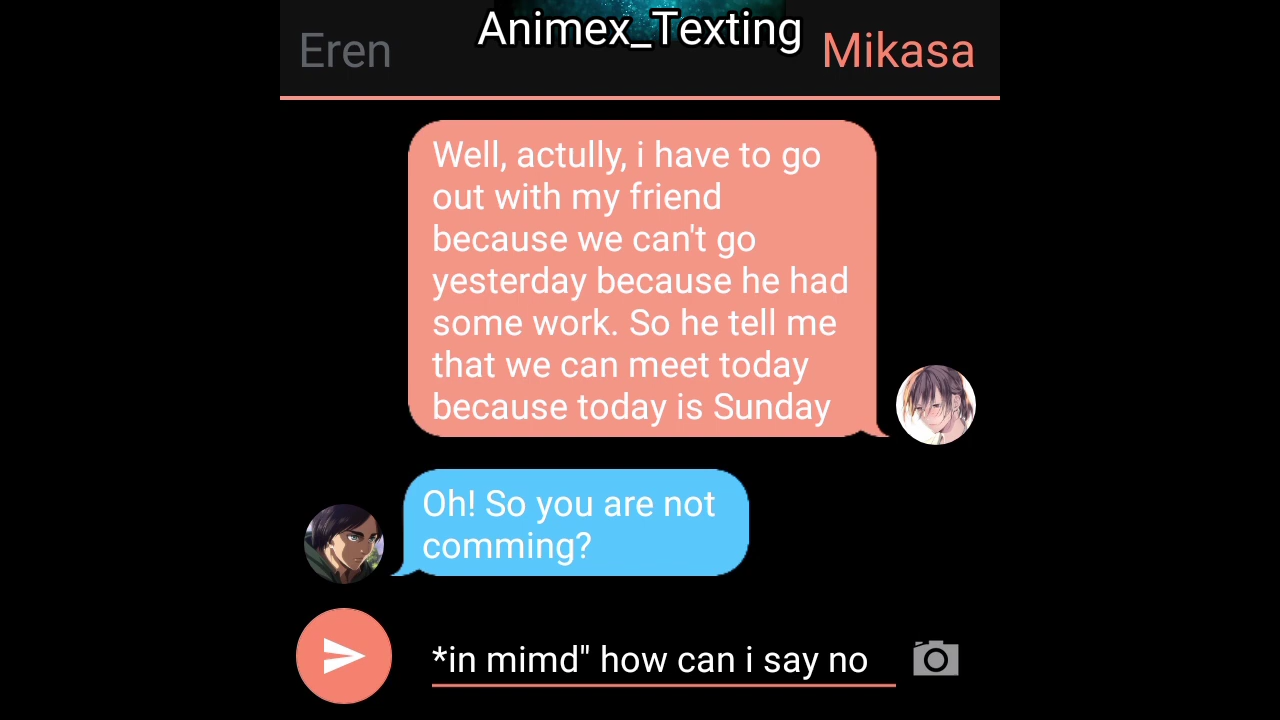 Animex_Texting
Eren
Mikasa
Well, actully, i have to go
out with my friend
because we can't go
yesterday because he had
some work. So he tell me
that we can meet today
because today is Sunday
Oh! So you are not
comming?
*in mimd" how can i say no